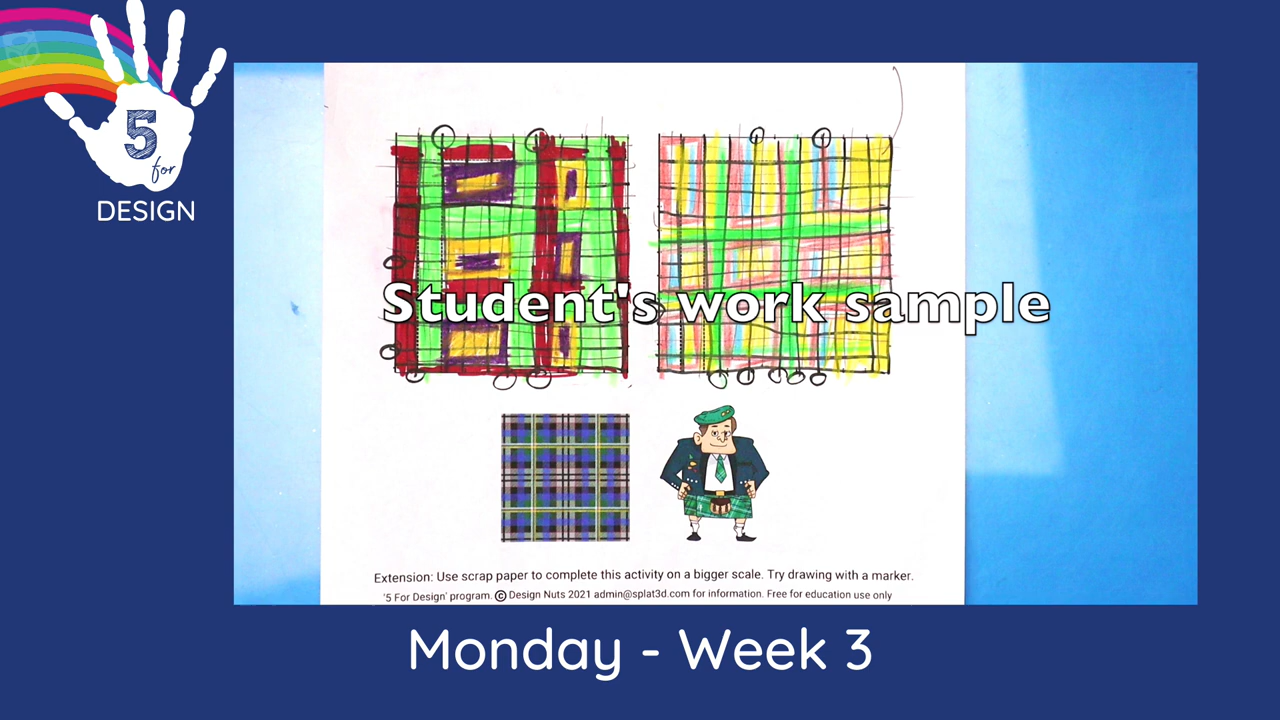 5
for
DESIGN
Student's work sample
Extension: Use scrap paper to complete this activity on a bigger scale. Try drawing with a marker.
'5 For Design' program. © Design Nuts 2021 admin@splat3d.com for information. Free for education use only
Monday - Week 3